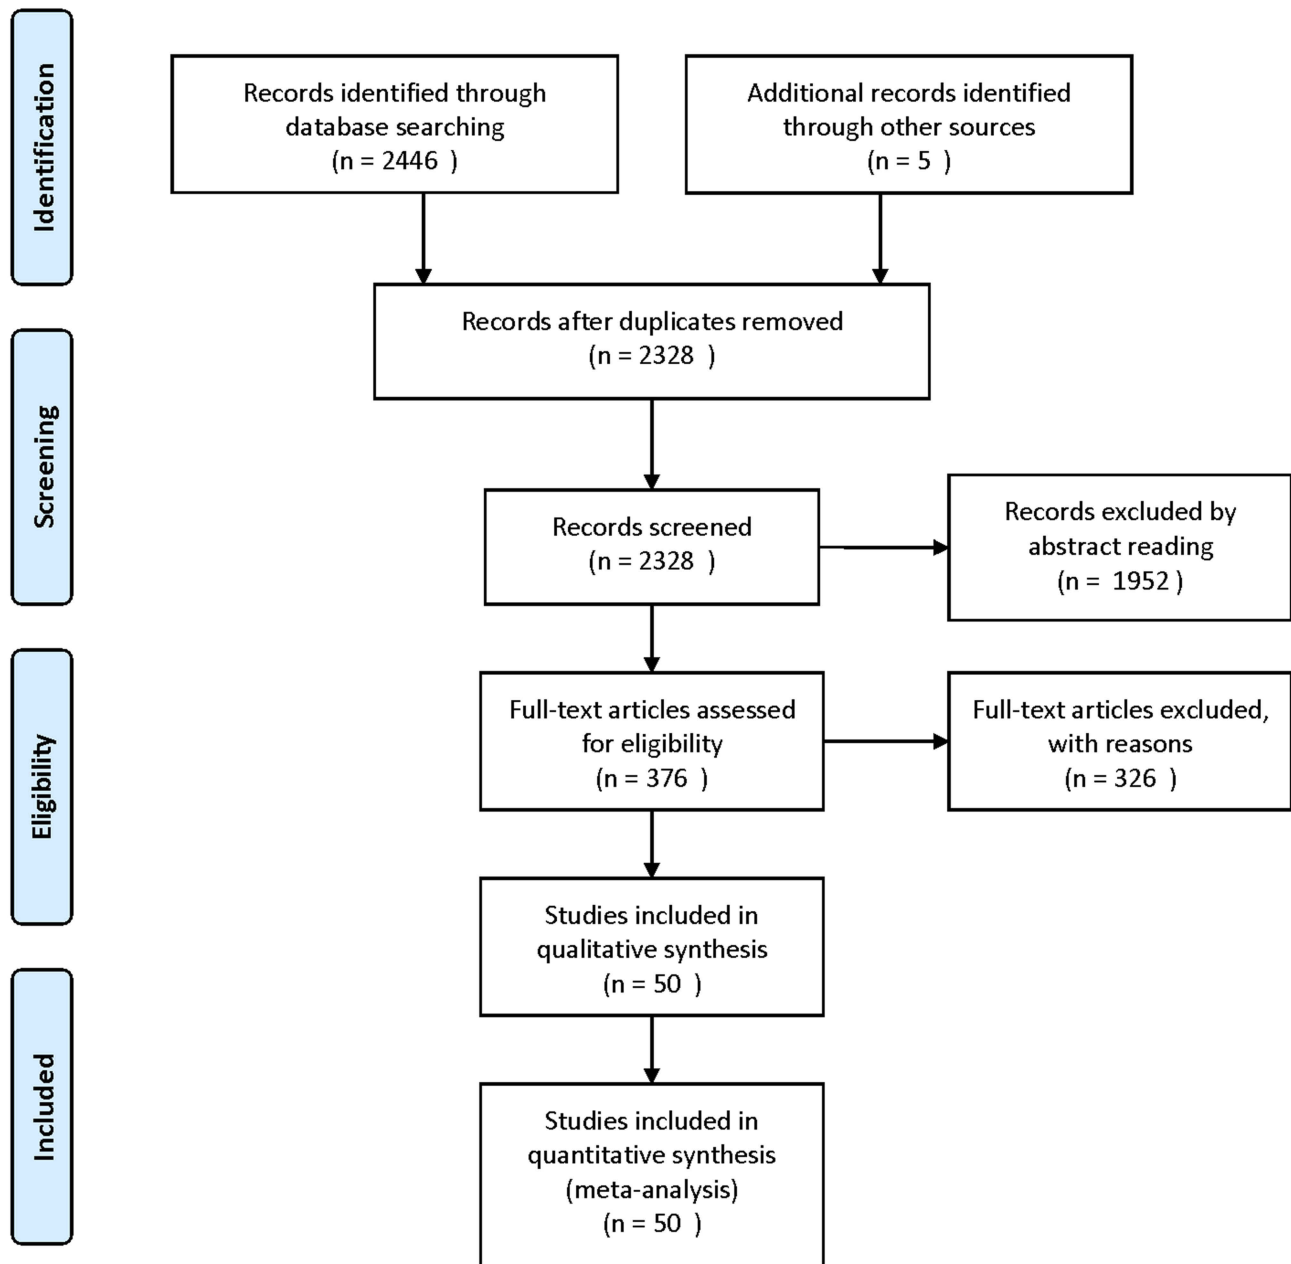 Identification
Records identified through
database searching
(n = 2446  )
Additional records identified
through other sources
(n = 5  )
Records after duplicates removed
(n = 2328  )
Screening
Records screened
(n = 2328  )
Records excluded by
abstract reading
(n =  1952 )
Eligibility
Full-text articles assessed
for eligibility
(n = 376  )
Full-text articles excluded,
with reasons
(n = 326  )
Studies included in
qualitative synthesis
(n = 50  )
Included
Studies included in
quantitative synthesis
(meta-analysis)
(n = 50  )